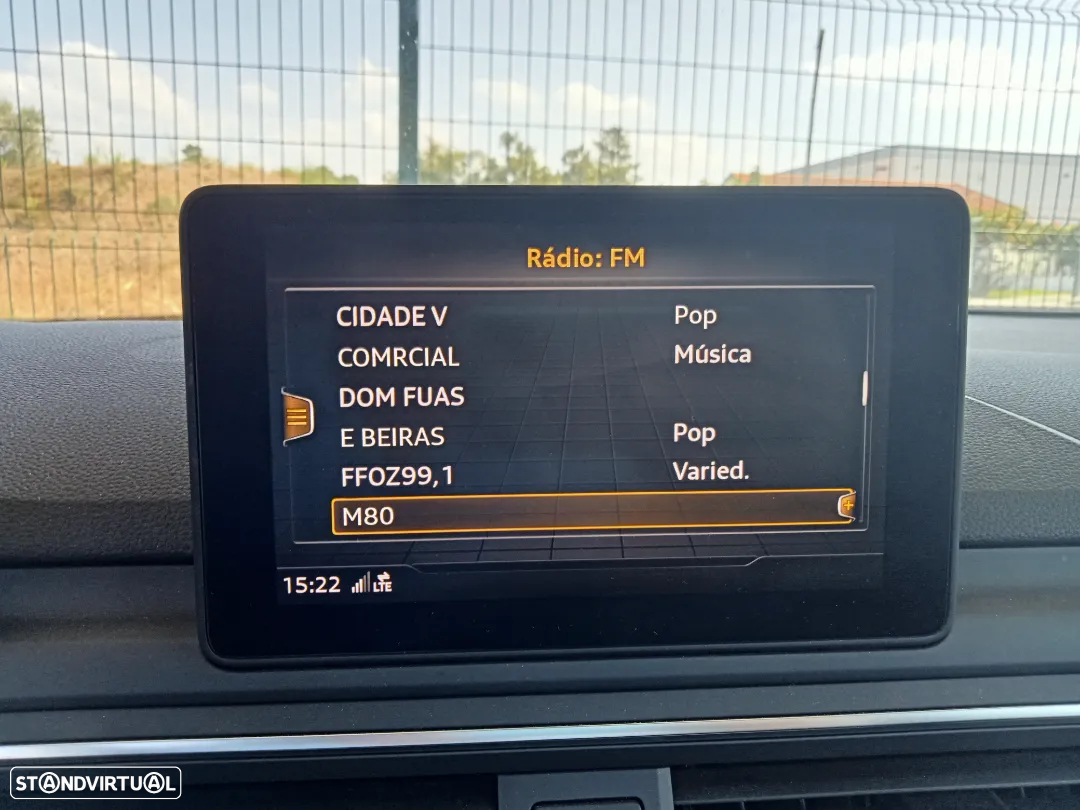 Rádio: FM
CIDADE V Pop
COMRCIAL Música
DOM FUAS
E BEIRAS Pop
FFOZ99,1 Varied.
M80
15:22 LTE
STANDVIRTUAL